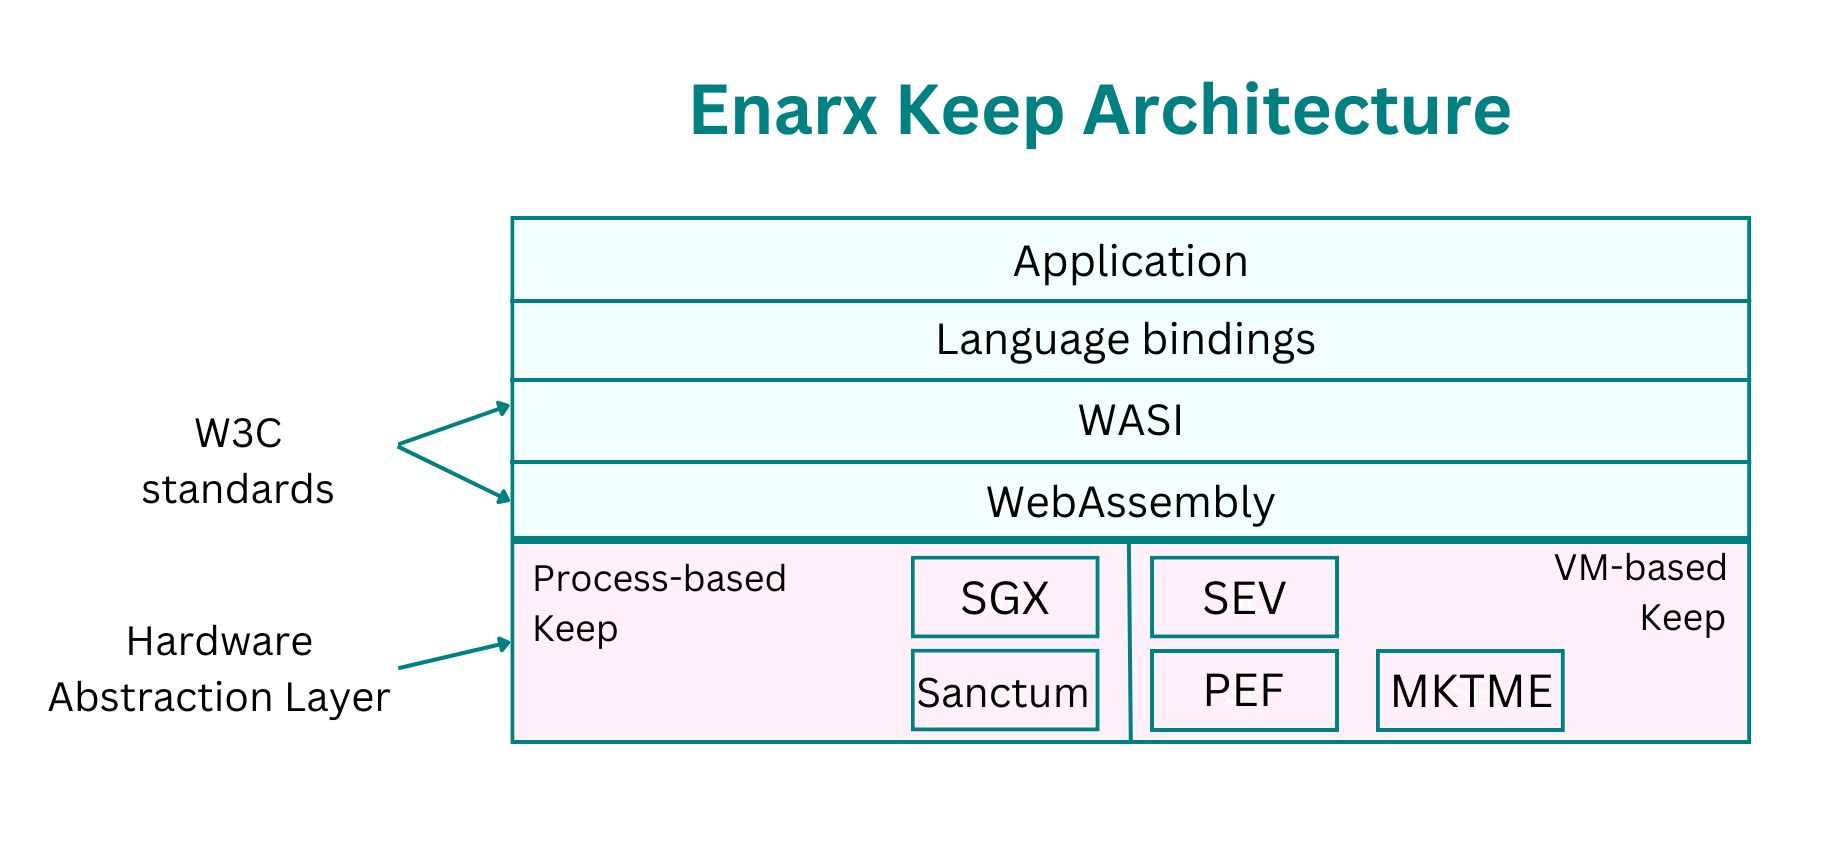 Enarx Keep Architecture
Application
Language bindings
WASI
W3C
standards
WebAssembly
Process-based
Keep
SGX
SEV
VM-based
Keep
Hardware
Abstraction Layer
Sanctum
PEF
MKTME